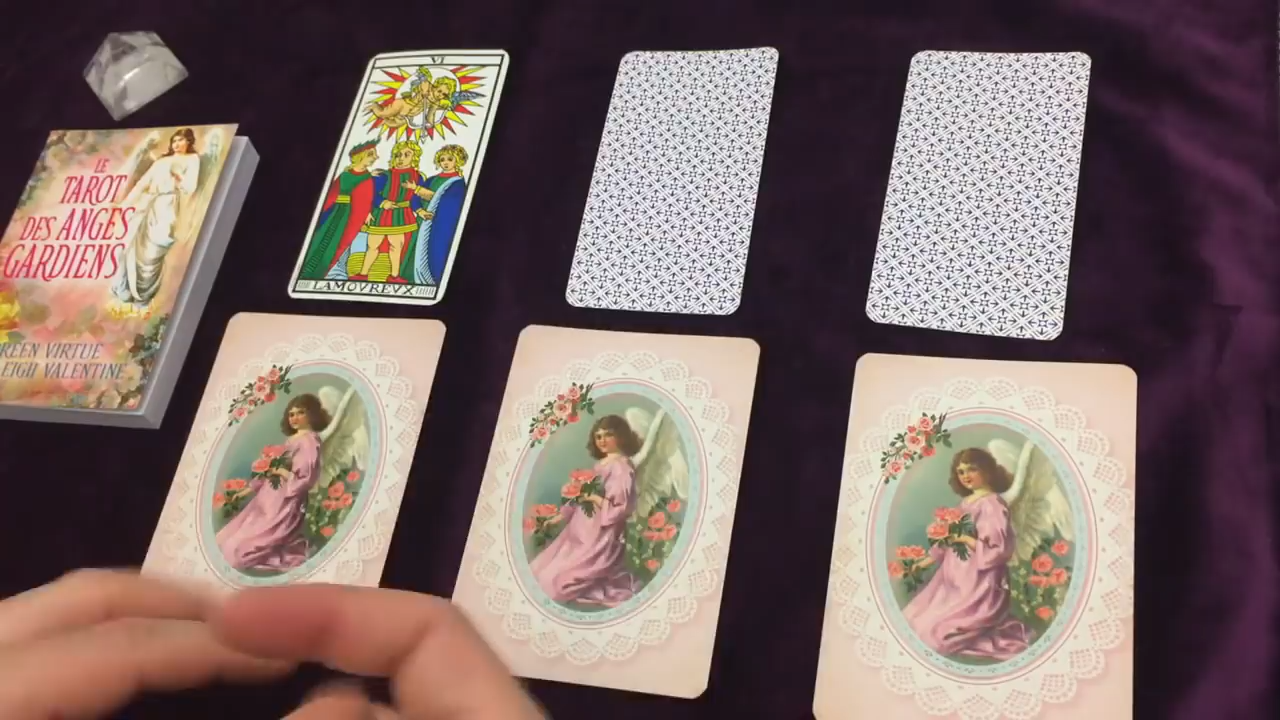 LE
TAROT
DES ANGES
GARDIENS
REEN VIRTUE
EIGH VALENTINE
VI
LAMOVREVX